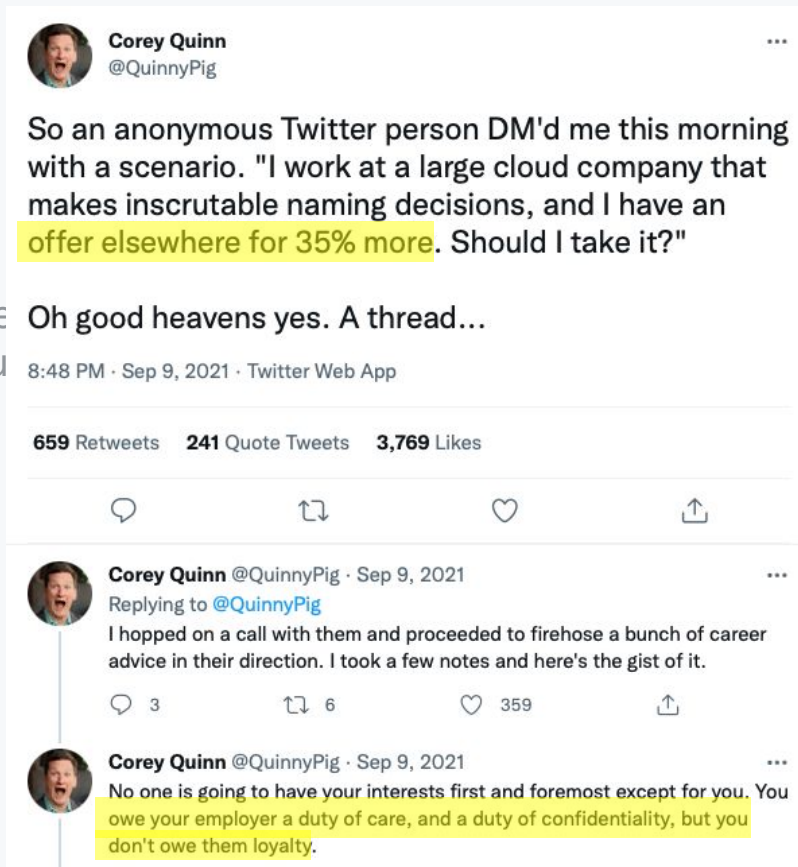 Corey Quinn
@QuinnyPig
So an anonymous Twitter person DM'd me this morning
with a scenario. "I work at a large cloud company that
makes inscrutable naming decisions, and I have an
offer elsewhere for 35% more. Should I take it?"
Oh good heavens yes. A thread...
8:48 PM · Sep 9, 2021 · Twitter Web App
659 Retweets 241 Quote Tweets 3,769 Likes
Corey Quinn @QuinnyPig · Sep 9, 2021
Replying to @QuinnyPig
I hopped on a call with them and proceeded to firehose a bunch of career
advice in their direction. I took a few notes and here's the gist of it.
3 6 359
Corey Quinn @QuinnyPig · Sep 9, 2021
No one is going to have your interests first and foremost except for you. You
owe your employer a duty of care, and a duty of confidentiality, but you
don't owe them loyalty.